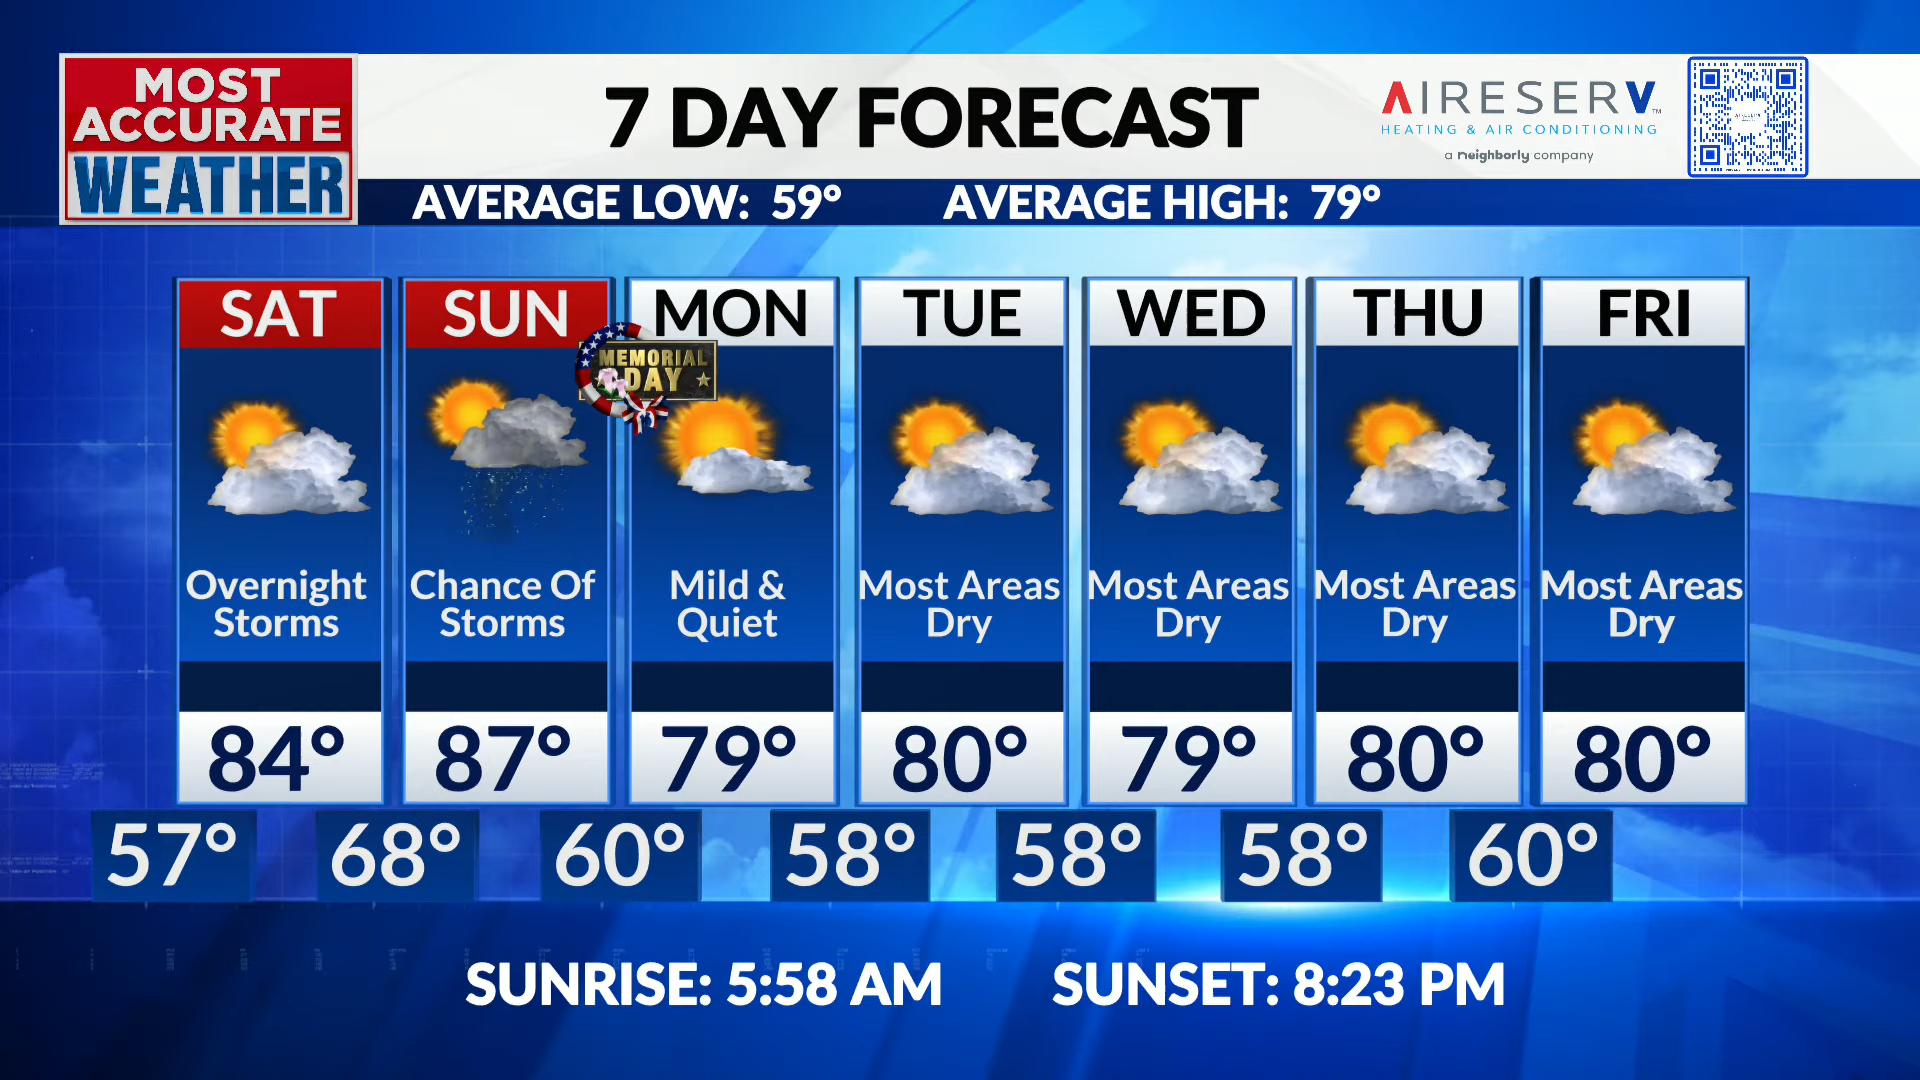 MOST
ACCURATE
WEATHER
7 DAY FORECAST
AIRESERV™
HEATING & AIR CONDITIONING
a neighborly company
AVERAGE LOW: 59° AVERAGE HIGH: 79°
SAT SUN MON TUE WED THU FRI
MEMORIAL
DAY
Overnight
Storms
Chance Of
Storms
Mild &
Quiet
Most Areas
Dry
Most Areas
Dry
Most Areas
Dry
Most Areas
Dry
84° 87° 79° 80° 79° 80° 80°
57° 68° 60° 58° 58° 58° 60°
SUNRISE: 5:58 AM SUNSET: 8:23 PM